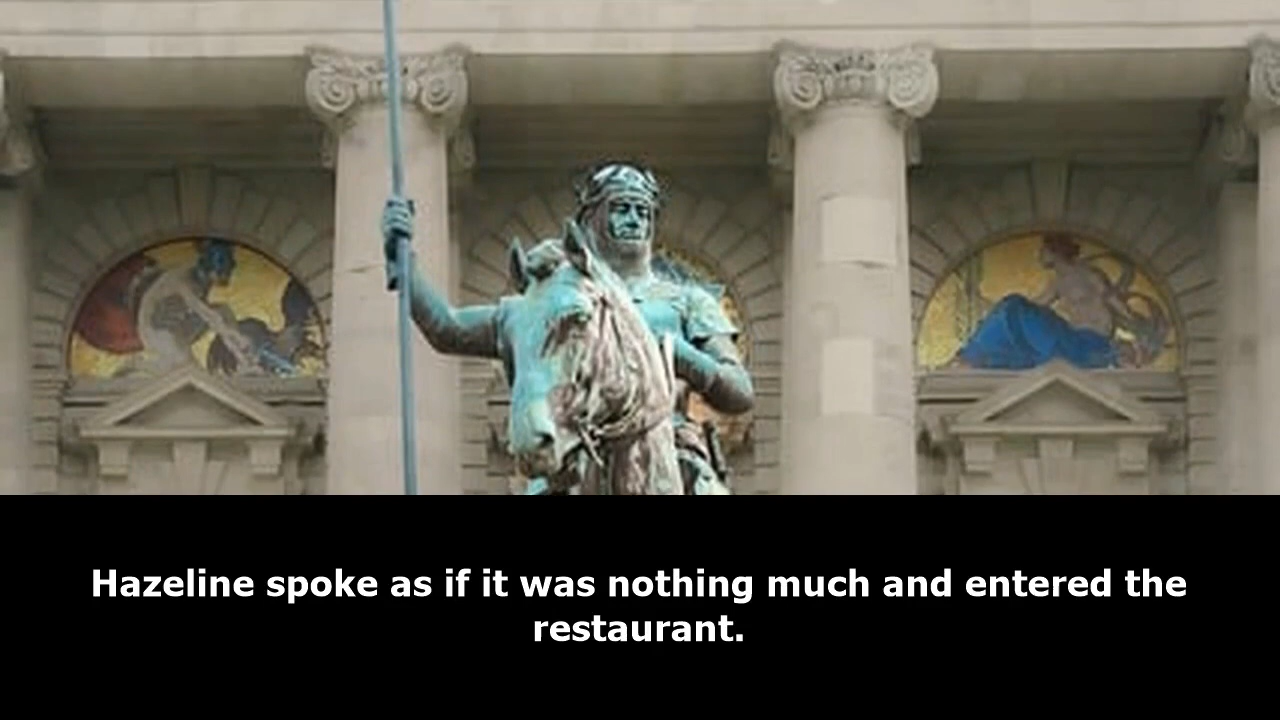 Hazeline spoke as if it was nothing much and entered the
restaurant.